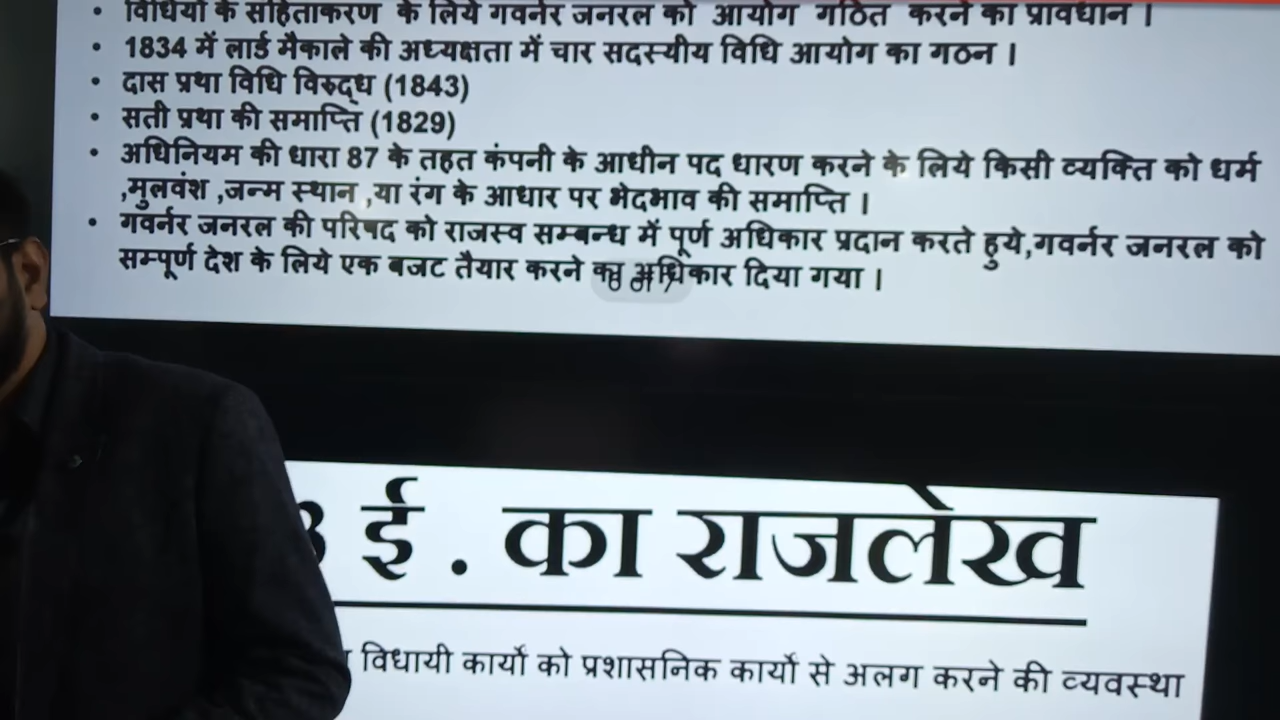 विधियों के संहिताकरण के लिये गवर्नर जनरल को आयोग गठित करने का प्रावधान ।
• 1834 में लार्ड मैकाले की अध्यक्षता में चार सदस्यीय विधि आयोग का गठन ।
• दास प्रथा विधि विरुद्ध (1843)
• सती प्रथा की समाप्ति (1829)
• अधिनियम की धारा 87 के तहत कंपनी के आधीन पद धारण करने के लिये किसी व्यक्ति को धर्म
,मुलवंश ,जन्म स्थान ,या रंग के आधार पर भेदभाव की समाप्ति ।
• गवर्नर जनरल की परिषद को राजस्व सम्बन्ध में पूर्ण अधिकार प्रदान करते हुये,गवर्नर जनरल को
सम्पूर्ण देश के लिये एक बजट तैयार करने का अधिकार दिया गया ।
3 ई . का राजलेख
विधायी कार्यो को प्रशासनिक कार्यो से अलग करने की व्यवस्था